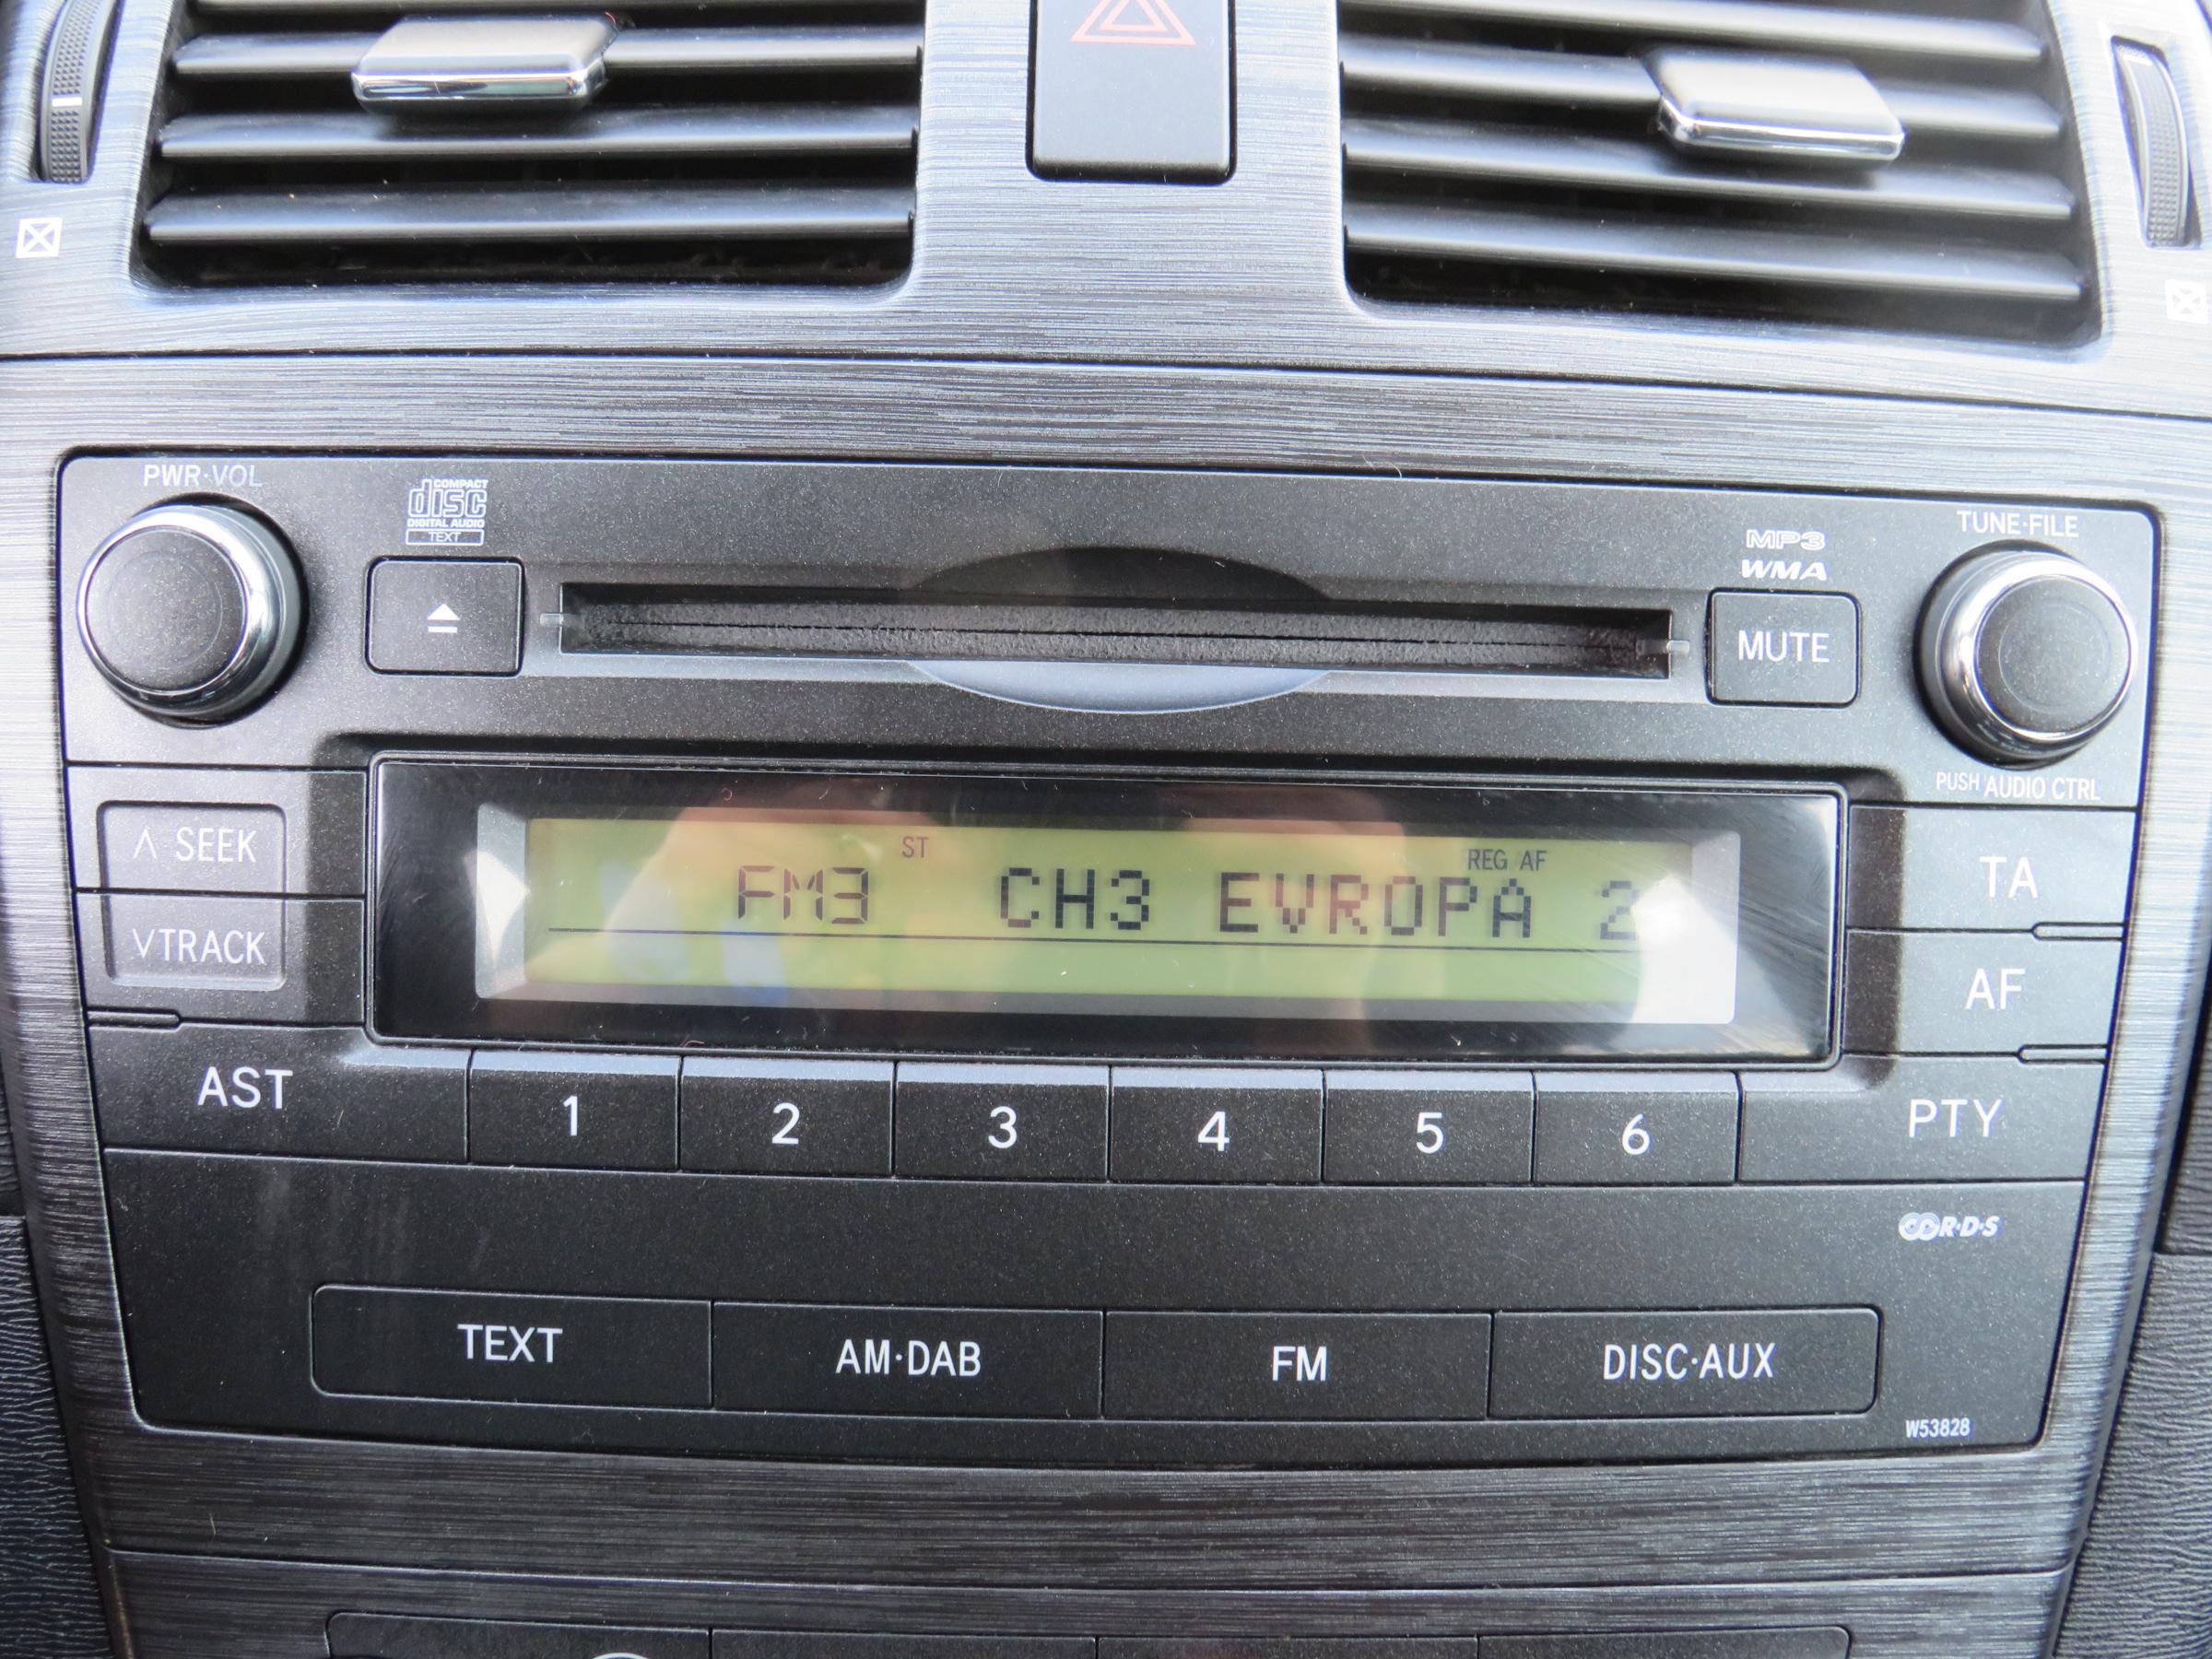 PWR·VOL
COMPACT
disc
DIGITAL AUDIO
TEXT
MP3
WMA
TUNE·FILE
MUTE
PUSH AUDIO CTRL
∧ SEEK
∨TRACK
ST
REG AF
FM3 CH3 EVROPA 2
TA
AF
AST
1 2 3 4 5 6
PTY
R·D·S
TEXT
AM·DAB
FM
DISC·AUX
W53828